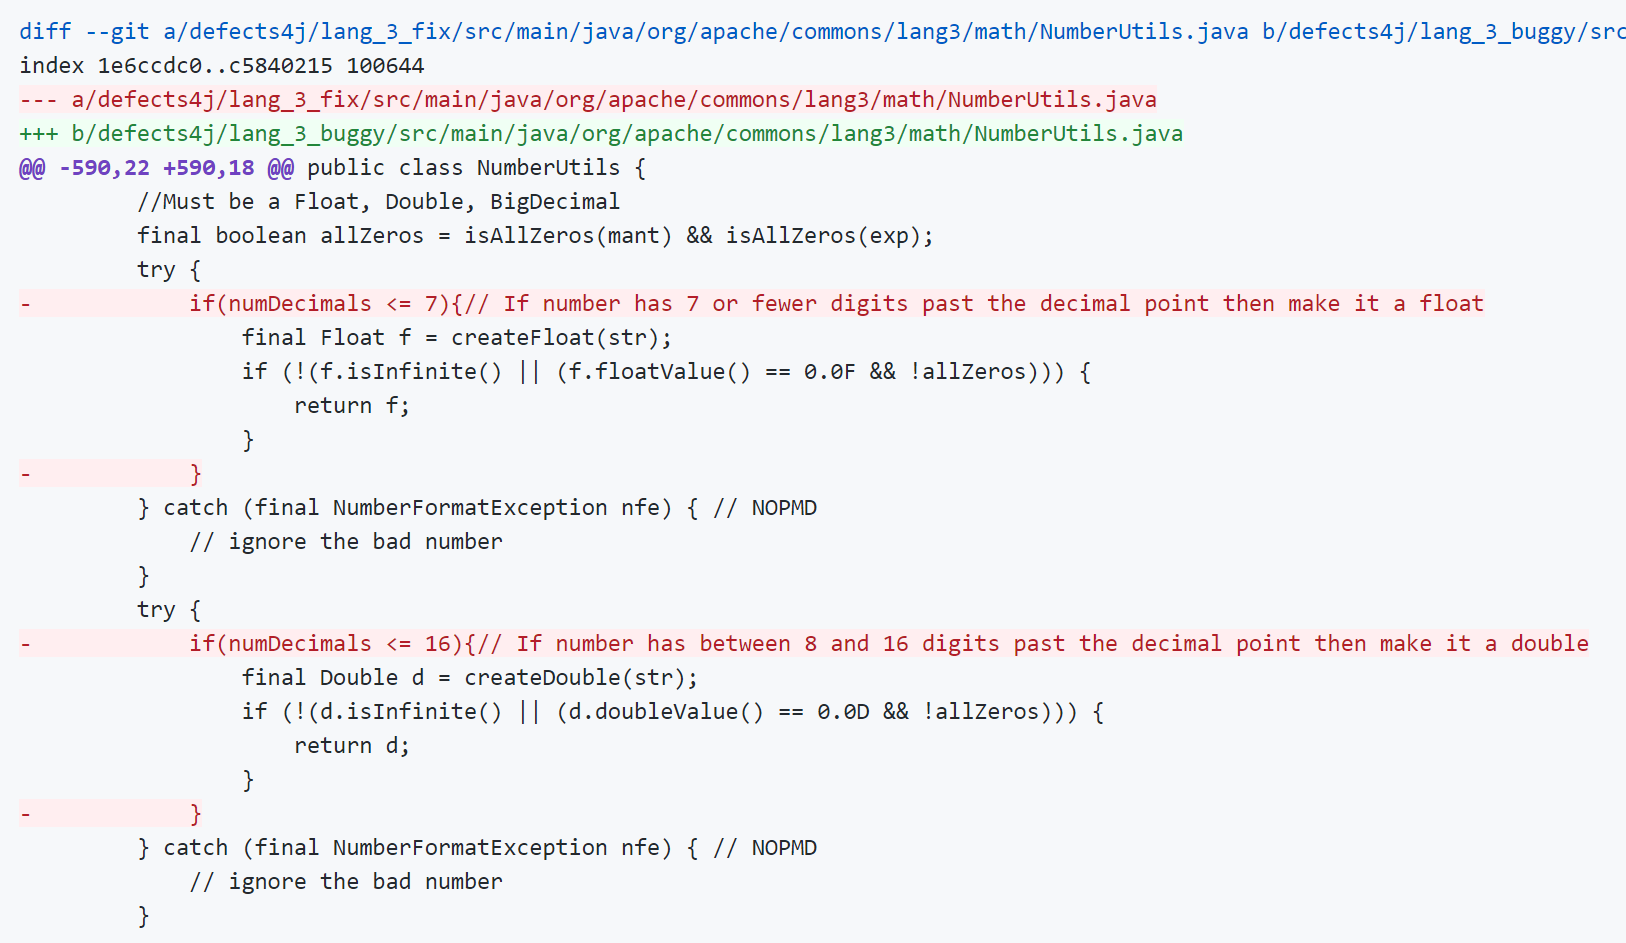 diff --git a/defects4j/lang_3_fix/src/main/java/org/apache/commons/lang3/math/NumberUtils.java b/defects4j/lang_3_buggy/src
index 1e6ccdc0..c5840215 100644
--- a/defects4j/lang_3_fix/src/main/java/org/apache/commons/lang3/math/NumberUtils.java
+++ b/defects4j/lang_3_buggy/src/main/java/org/apache/commons/lang3/math/NumberUtils.java
@@ -590,22 +590,18 @@ public class NumberUtils {
         //Must be a Float, Double, BigDecimal
         final boolean allZeros = isAllZeros(mant) && isAllZeros(exp);
         try {
-            if(numDecimals <= 7){// If number has 7 or fewer digits past the decimal point then make it a float
                 final Float f = createFloat(str);
                 if (!(f.isInfinite() || (f.floatValue() == 0.0F && !allZeros))) {
                     return f;
                 }
-            }
         } catch (final NumberFormatException nfe) { // NOPMD
             // ignore the bad number
         }
         try {
-            if(numDecimals <= 16){// If number has between 8 and 16 digits past the decimal point then make it a double
                 final Double d = createDouble(str);
                 if (!(d.isInfinite() || (d.doubleValue() == 0.0D && !allZeros))) {
                     return d;
                 }
-            }
         } catch (final NumberFormatException nfe) { // NOPMD
             // ignore the bad number
         }